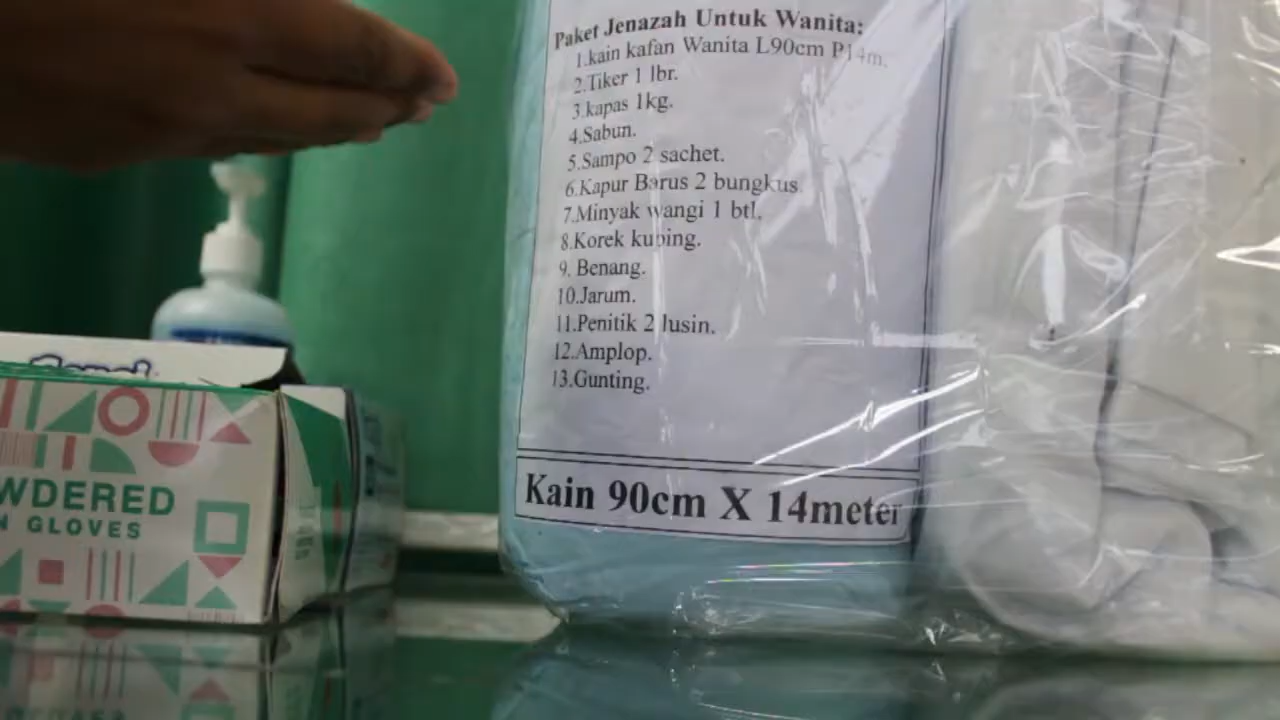 Paket Jenazah Untuk Wanita:
1.kain kafan Wanita L90cm P14m.
2.Tiker 1 lbr.
3.kapas 1kg.
4.Sabun.
5.Sampo 2 sachet.
6.Kapur Barus 2 bungkus.
7.Minyak wangi 1 btl.
8.Korek kuping.
9. Benang.
10.Jarum.
11.Penitik 2 lusin.
12.Amplop.
13.Gunting.
Kain 90cm X 14meter
WDERED
N GLOVES